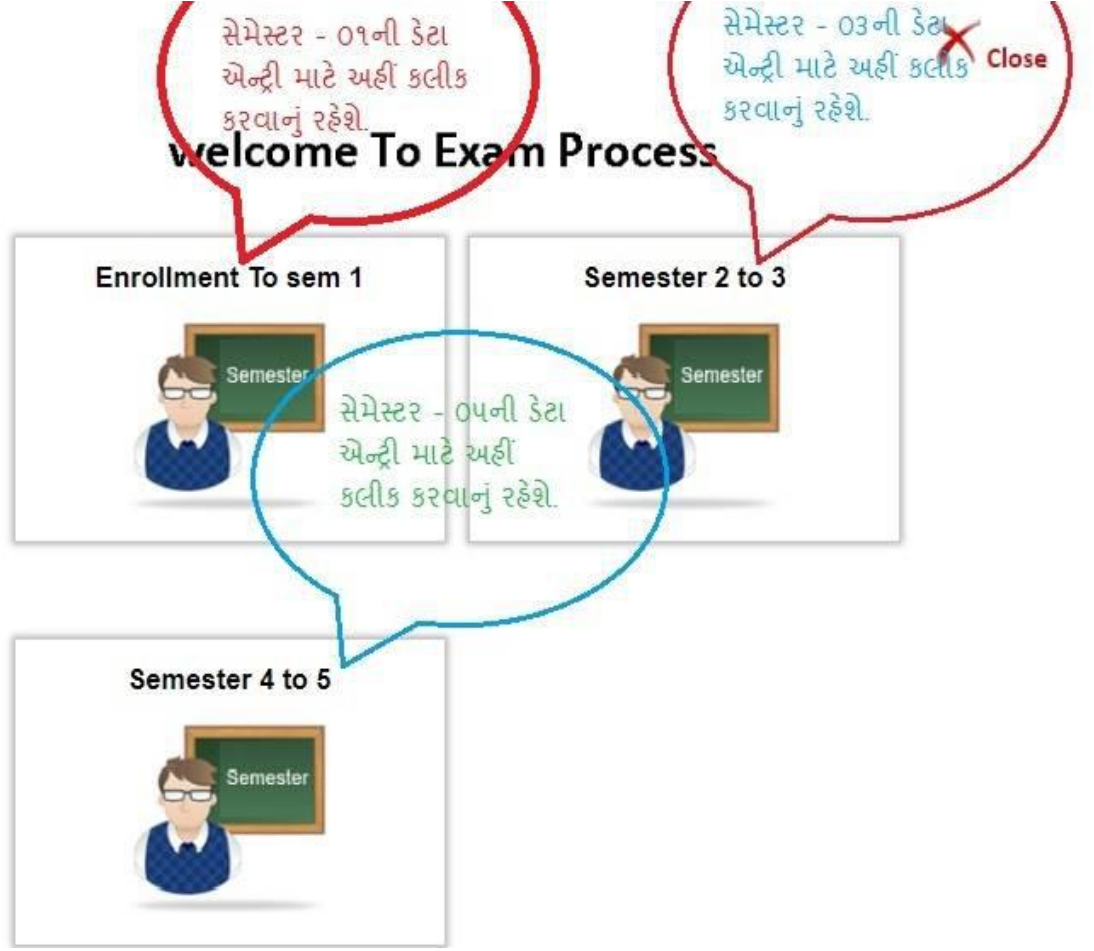 સેમેસ્ટર - ૦૧ની ડેટા
એન્ટ્રી માટે અહીં કલીક
કરવાનું રહેશે.
સેમેસ્ટર - ૦૩ની ડેટા
એન્ટ્રી માટે અહીં કલીક
કરવાનું રહેશે.
Close
welcome To Exam Process
Enrollment To sem 1
Semester 2 to 3
Semester
Semester
સેમેસ્ટર - ૦૫ની ડેટા
એન્ટ્રી માટે અહીં
કલીક કરવાનું રહેશે.
Semester 4 to 5
Semester